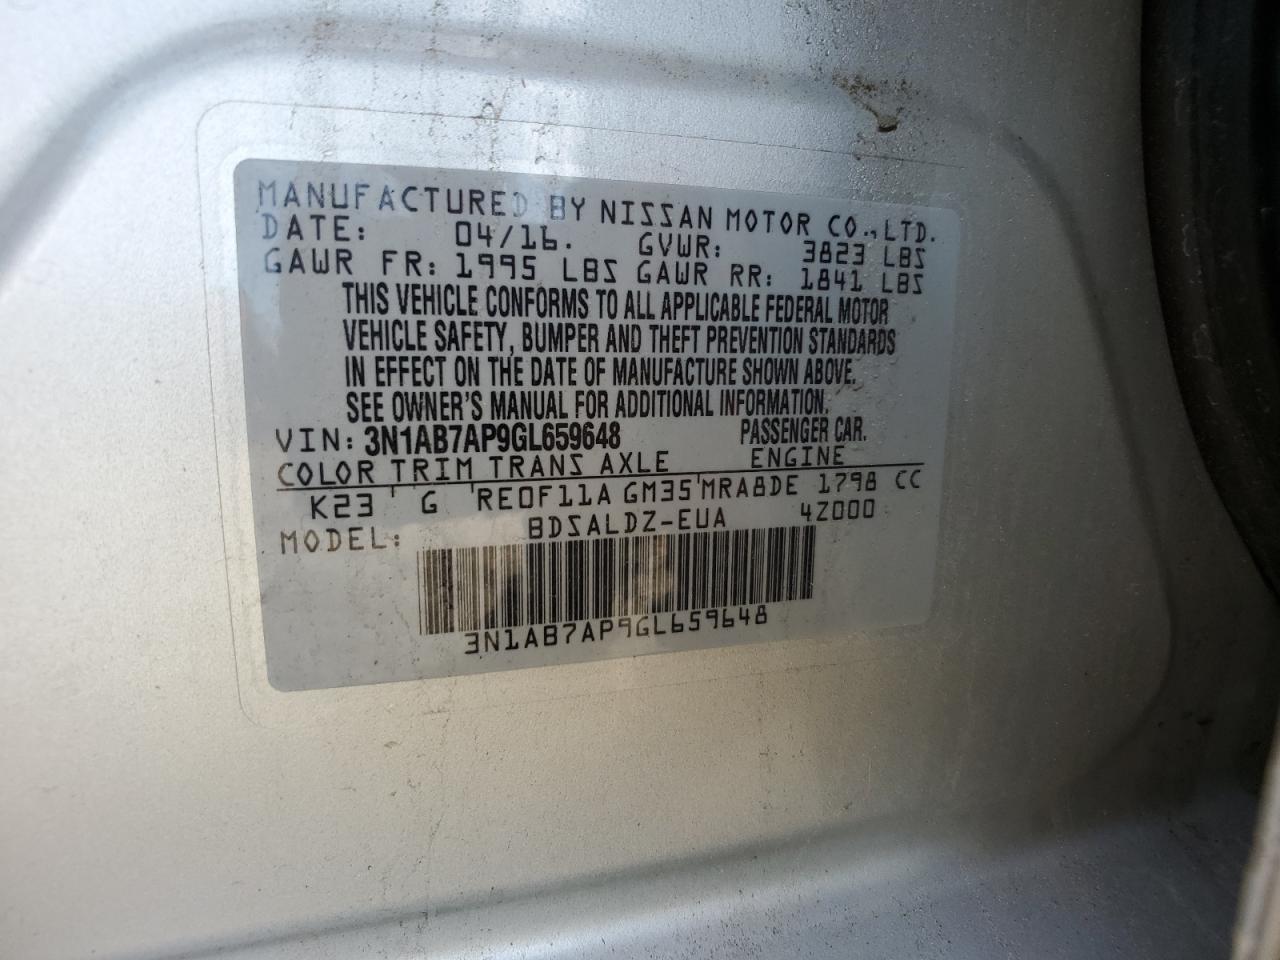 MANUFACTURED BY NISSAN MOTOR CO., LTD.
DATE: 04/16. GVWR: 3823 LBS
GAWR FR: 1995 LBS GAWR RR: 1841 LBS
THIS VEHICLE CONFORMS TO ALL APPLICABLE FEDERAL MOTOR
VEHICLE SAFETY, BUMPER AND THEFT PREVENTION STANDARDS
IN EFFECT ON THE DATE OF MANUFACTURE SHOWN ABOVE.
SEE OWNER'S MANUAL FOR ADDITIONAL INFORMATION.
VIN: 3N1AB7AP9GL659648 PASSENGER CAR.
COLOR TRIM TRANS AXLE ENGINE
K23 G RE0F11A GM35 MRA8DE 1798 CC
MODEL: BDSALDZ-EUA 4Z000
3N1AB7AP9GL659648